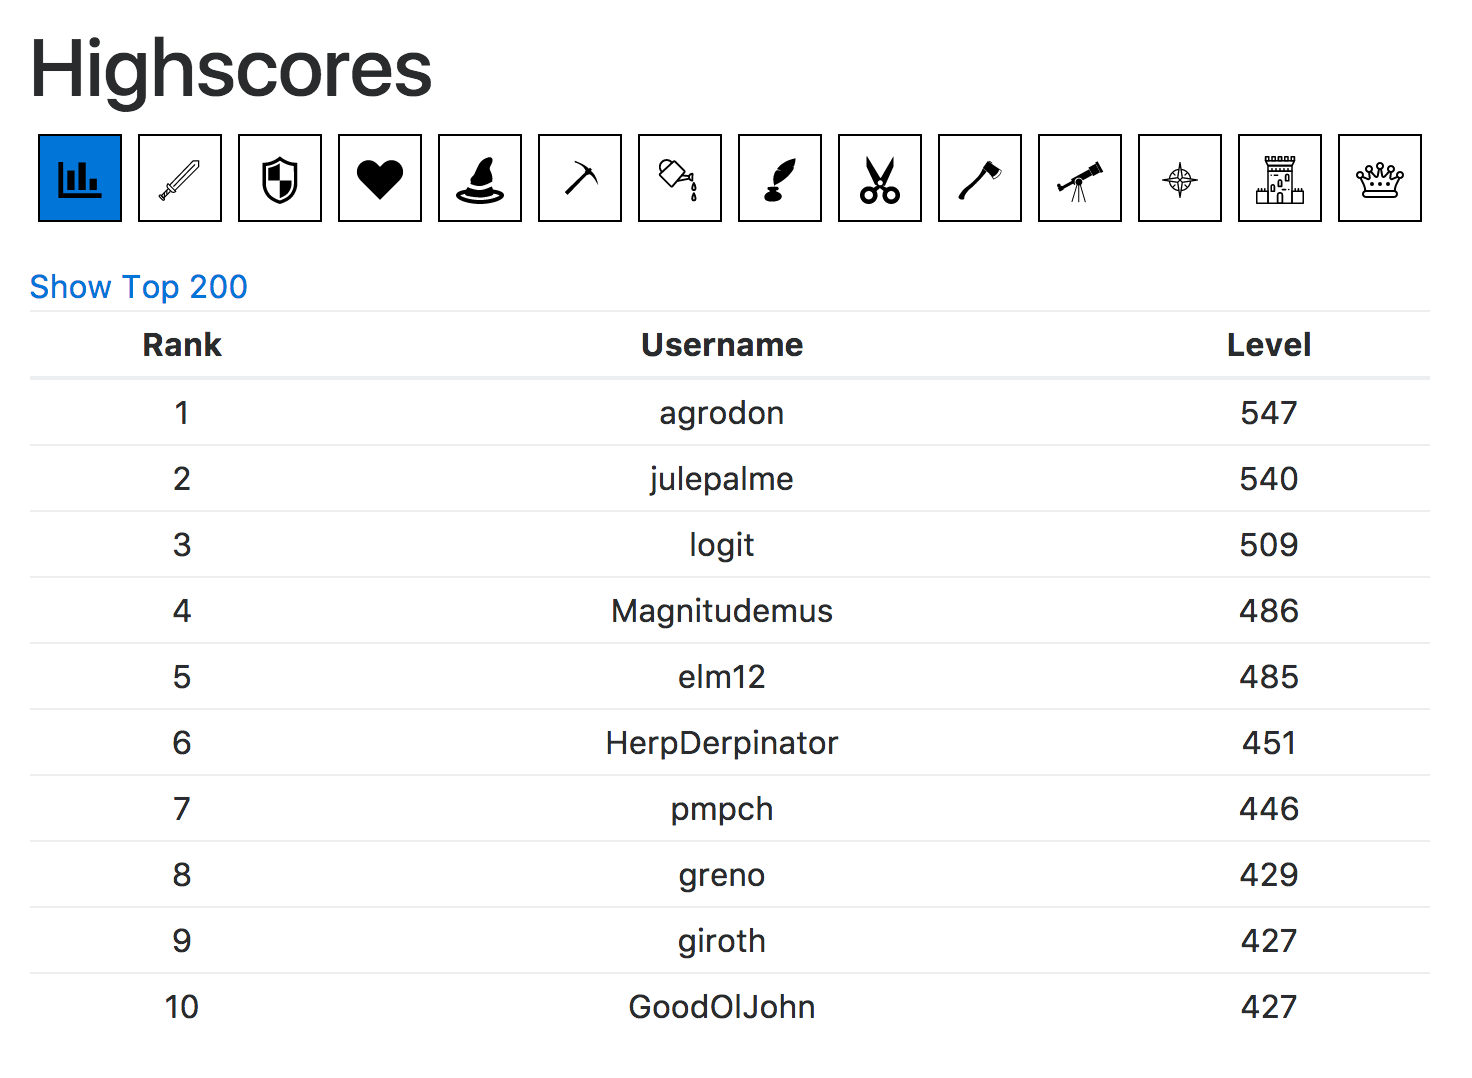 Highscores
Show Top 200
Rank Username Level
1 agrodon 547
2 julepalme 540
3 logit 509
4 Magnitudemus 486
5 elm12 485
6 HerpDerpinator 451
7 pmpch 446
8 greno 429
9 giroth 427
10 GoodOlJohn 427